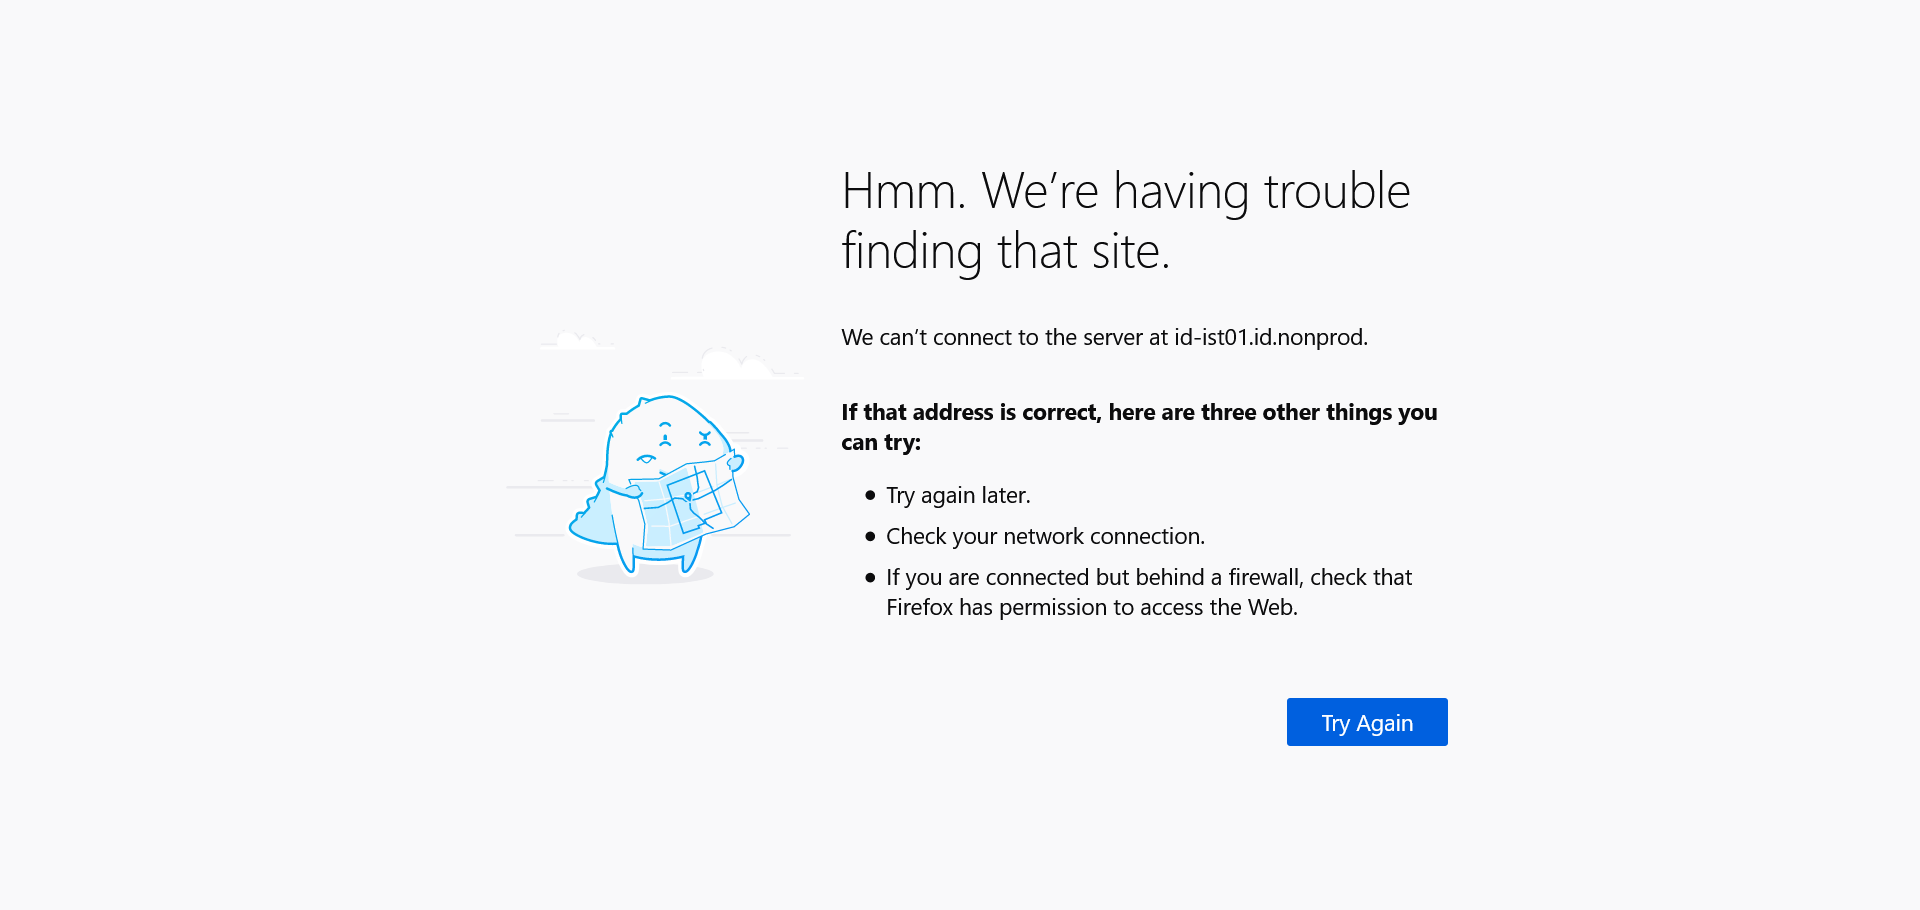 Hmm. We’re having trouble
finding that site.
We can’t connect to the server at id-ist01.id.nonprod.
If that address is correct, here are three other things you
can try:
● Try again later.
● Check your network connection.
● If you are connected but behind a firewall, check that
Firefox has permission to access the Web.
Try Again